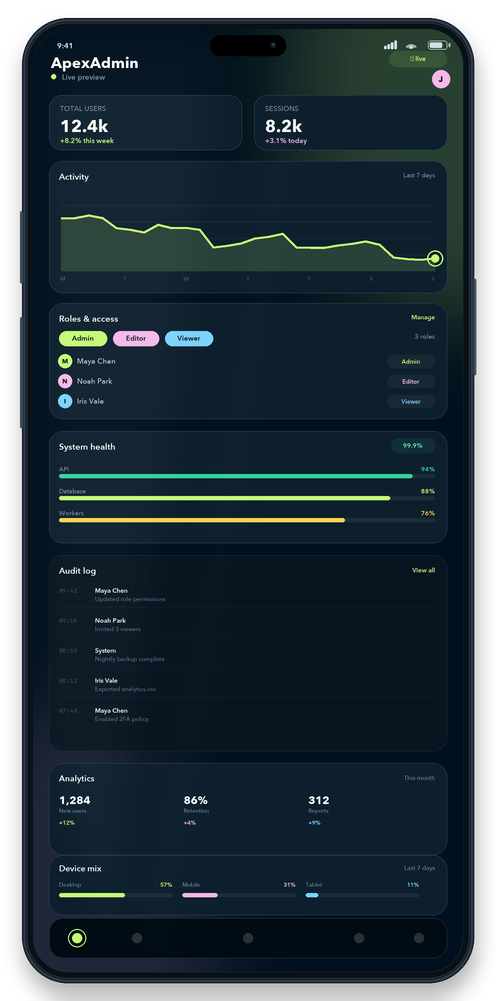 9:41
ApexAdmin
Live preview
live
J
TOTAL USERS
12.4k
+8.2% this week
SESSIONS
8.2k
+3.1% today
Activity
Last 7 days
M T W T F S S
Roles & access
Manage
Admin Editor Viewer
3 roles
M Maya Chen Admin
N Noah Park Editor
I Iris Vale Viewer
System health
99.9%
API 94%
Database 88%
Workers 76%
Audit log
View all
09:42 Maya Chen
Updated role permissions
09:18 Noah Park
Invited 3 viewers
08:55 System
Nightly backup complete
08:12 Iris Vale
Exported analytics.csv
07:40 Maya Chen
Enabled 2FA policy
Analytics
This month
1,284 86% 312
New users Retention Reports
+12% +4% +9%
Device mix
Last 7 days
Desktop 57% Mobile 31% Tablet 11%